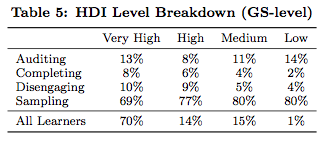 Table 5: HDI Level Breakdown (GS-level)
Very High High Medium Low
Auditing 13% 8% 11% 14%
Completing 8% 6% 4% 2%
Disengaging 10% 9% 5% 4%
Sampling 69% 77% 80% 80%
All Learners 70% 14% 15% 1%